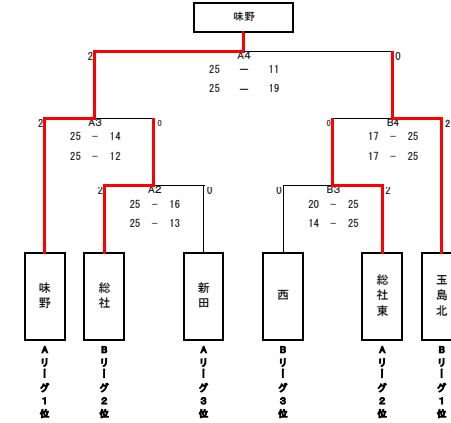 味野
2 A4 0
25 － 11
25 － 19
2 A3 0
25 － 14
25 － 12
0 B4 2
17 － 25
17 － 25
2 A2 0
25 － 16
25 － 13
0 B3 2
20 － 25
14 － 25
味野
総社
新田
西
総社東
玉島北
Aリーグ1位
Bリーグ2位
Aリーグ3位
Bリーグ3位
Aリーグ2位
Bリーグ1位